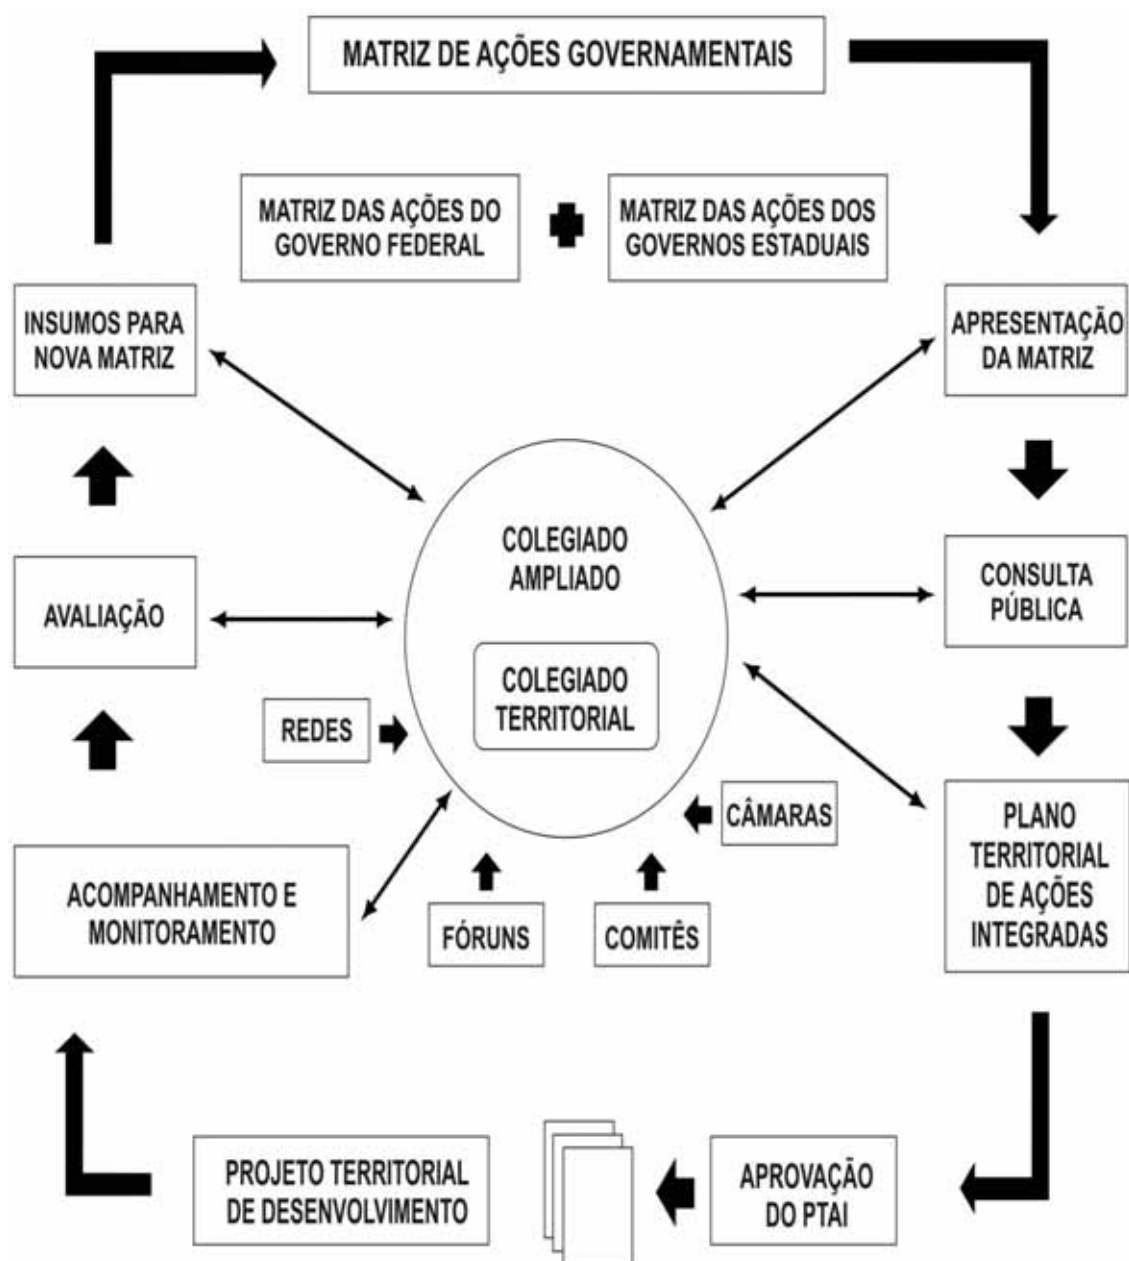 MATRIZ DE AÇÕES GOVERNAMENTAIS
MATRIZ DAS AÇÕES DO
GOVERNO FEDERAL
MATRIZ DAS AÇÕES DOS
GOVERNOS ESTADUAIS
INSUMOS PARA
NOVA MATRIZ
APRESENTAÇÃO
DA MATRIZ
COLEGIADO
AMPLIADO
CONSULTA
PÚBLICA
AVALIAÇÃO
COLEGIADO
TERRITORIAL
REDES
CÂMARAS
PLANO
TERRITORIAL
DE AÇÕES
INTEGRADAS
ACOMPANHAMENTO E
MONITORAMENTO
FÓRUNS
COMITÊS
PROJETO TERRITORIAL
DE DESENVOLVIMENTO
APROVAÇÃO
DO PTAI